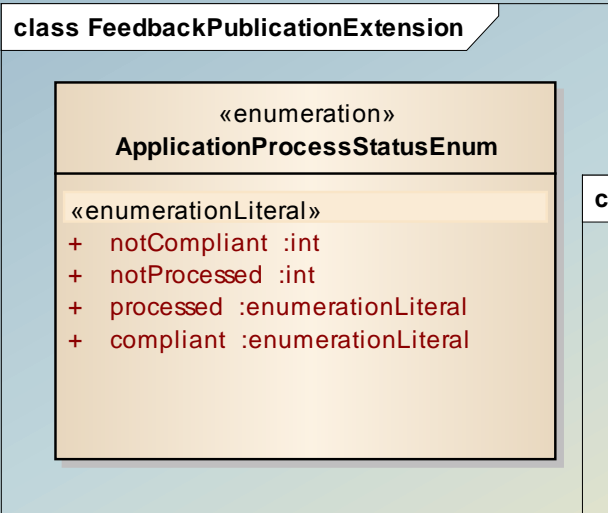 class FeedbackPublicationExtension
«enumeration»
ApplicationProcessStatusEnum
«enumerationLiteral»
+ notCompliant :int
+ notProcessed :int
+ processed :enumerationLiteral
+ compliant :enumerationLiteral
c